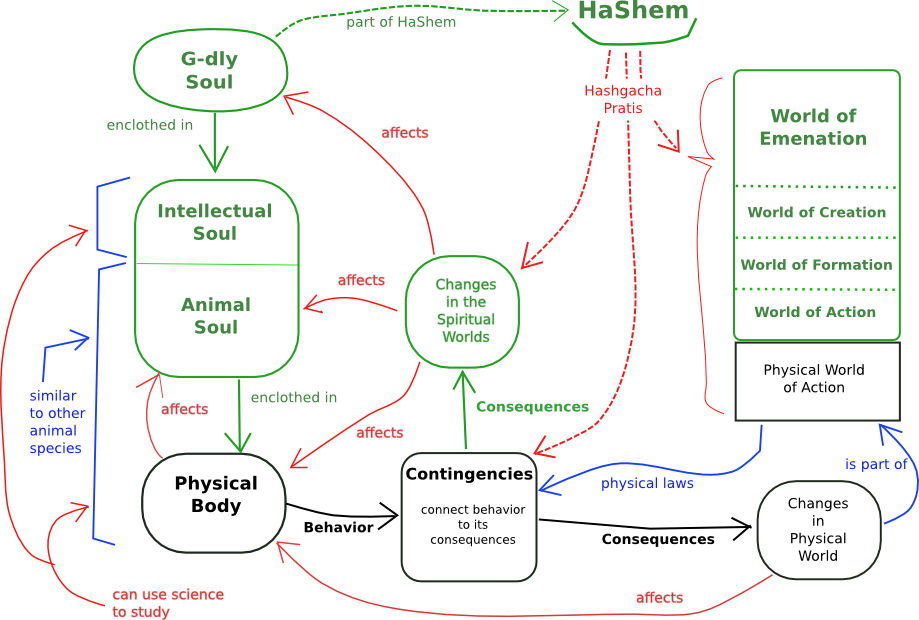 HaShem
part of HaShem
G-dly
Soul
Hashgacha
Pratis
enclothed in
affects
World of
Emenation
Intellectual
Soul
World of Creation
World of Formation
World of Action
Animal
Soul
affects
Changes
in the
Spiritual
Worlds
Physical World
of Action
similar
to other
animal
species
affects
enclothed in
Consequences
affects
is part of
physical laws
Physical
Body
Behavior
Contingencies
connect behavior
to its
consequences
Consequences
Changes
in
Physical
World
can use science
to study
affects